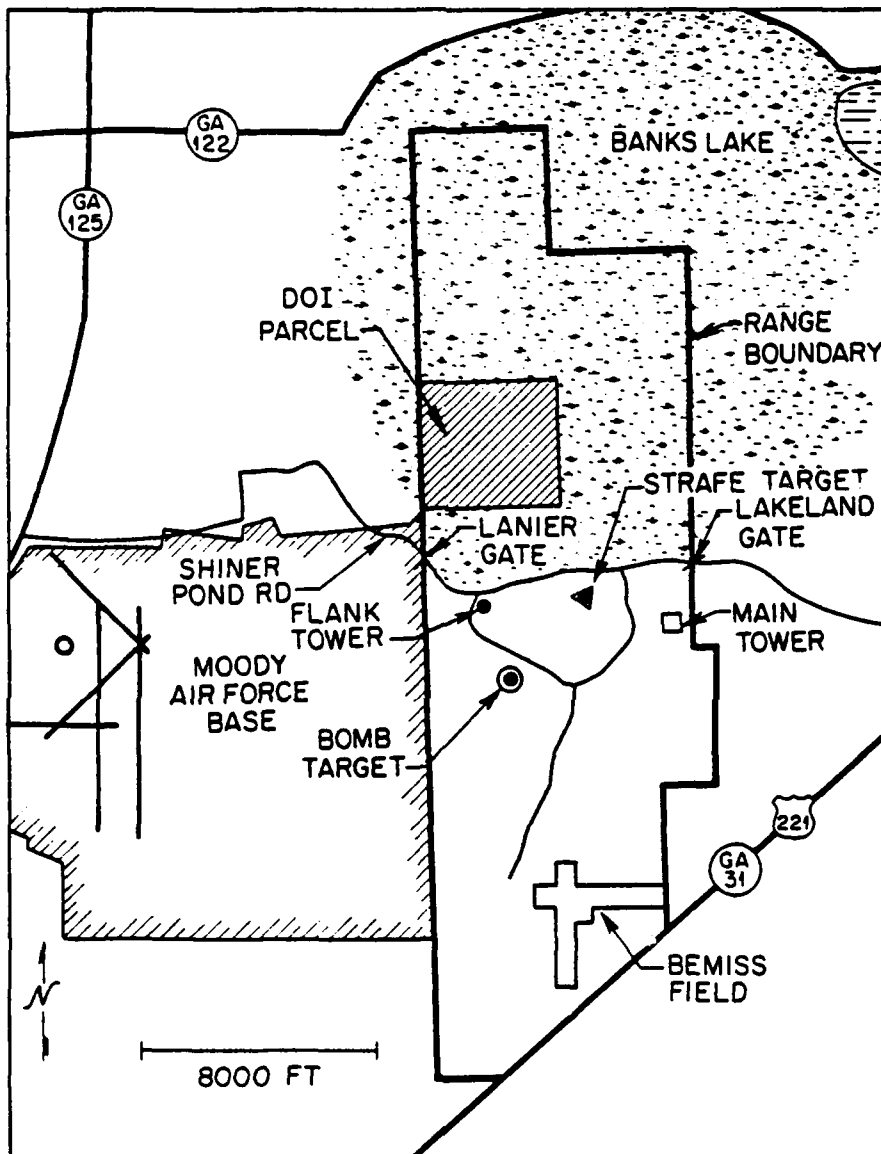 GA
122
BANKS LAKE
GA
125
DOI
PARCEL
RANGE
BOUNDARY
STRAFE TARGET
LAKELAND
GATE
LANIER
GATE
SHINER
POND RD
FLANK
TOWER
MAIN
TOWER
MOODY
AIR FORCE
BASE
BOMB
TARGET
221
GA
31
BEMISS
FIELD
N
8000 FT